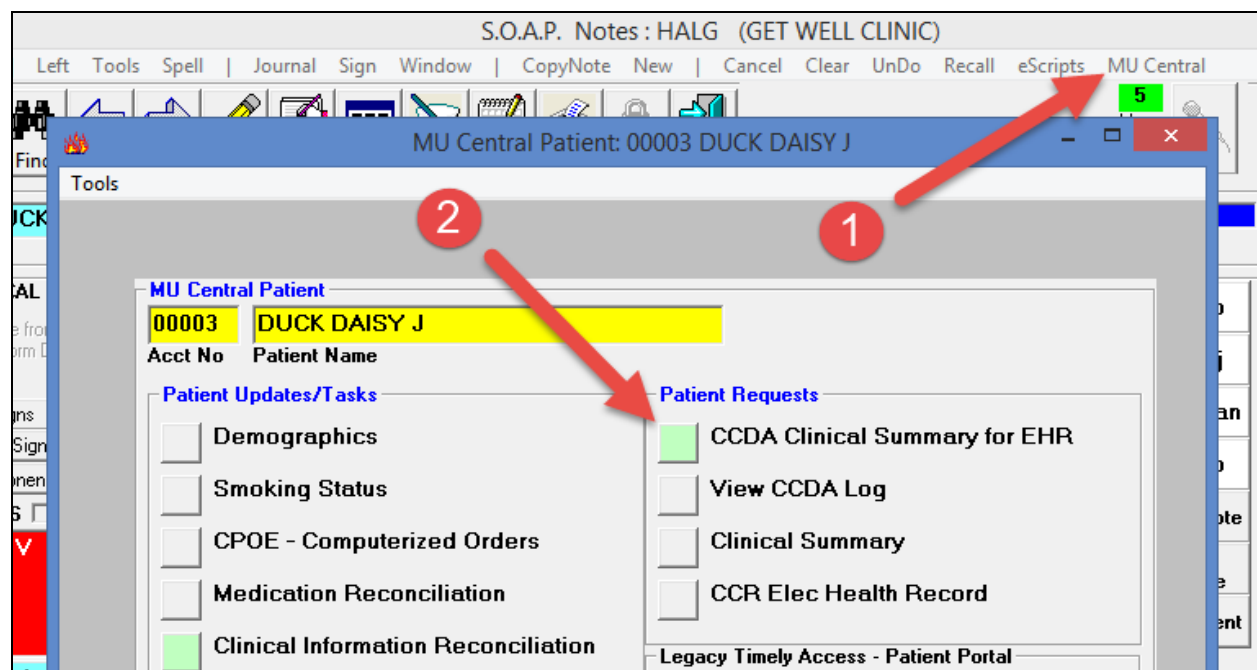 S.O.A.P. Notes : HALG (GET WELL CLINIC)
Left Tools Spell | Journal Sign Window | CopyNote New | Cancel Clear UnDo Recall eScripts MU Central
5
MU Central Patient: 00003 DUCK DAISY J
Tools
2
1
MU Central Patient
00003 DUCK DAISY J
Acct No Patient Name
Patient Updates/Tasks
Demographics
Smoking Status
CPOE - Computerized Orders
Medication Reconciliation
Clinical Information Reconciliation
Patient Requests
CCDA Clinical Summary for EHR
View CCDA Log
Clinical Summary
CCR Elec Health Record
Legacy Timely Access - Patient Portal